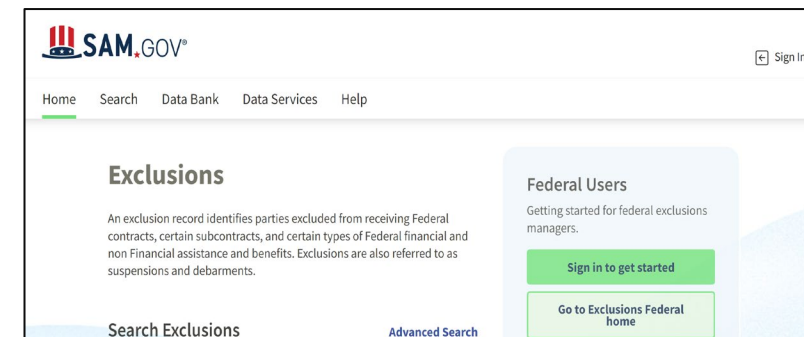 SAM.GOV®
Sign In
Home Search Data Bank Data Services Help
Exclusions
An exclusion record identifies parties excluded from receiving Federal
contracts, certain subcontracts, and certain types of Federal financial and
non Financial assistance and benefits. Exclusions are also referred to as
suspensions and debarments.
Search Exclusions Advanced Search
Federal Users
Getting started for federal exclusions
managers.
Sign in to get started
Go to Exclusions Federal
home